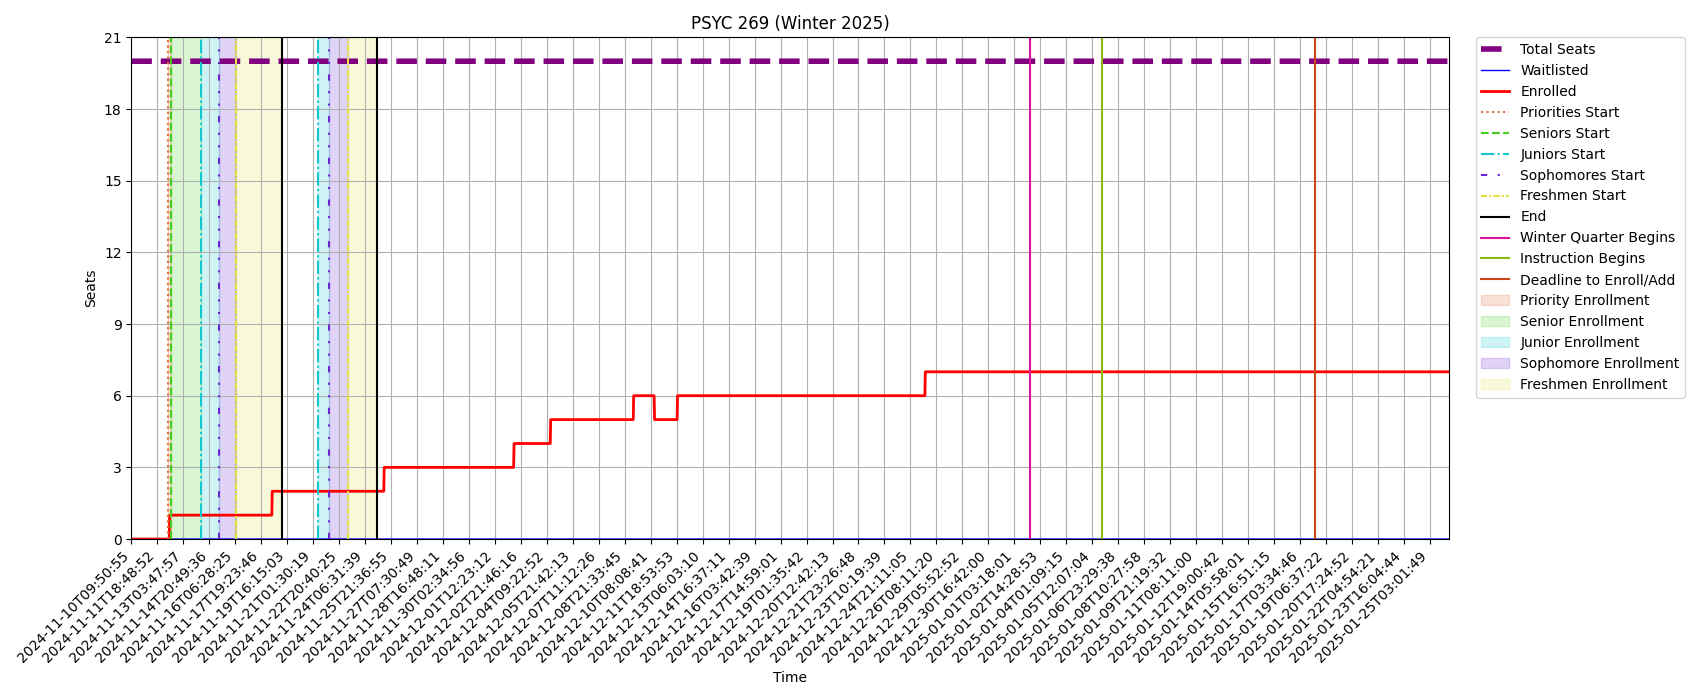 PSYC 269 (Winter 2025)
21
18
15
12
9
6
3
0
Seats
2024-11-10T09:50:55
2024-11-11T18:48:52
2024-11-13T03:47:57
2024-11-14T20:49:36
2024-11-16T06:28:25
2024-11-17T19:23:46
2024-11-19T16:15:03
2024-11-21T01:30:19
2024-11-22T20:40:25
2024-11-24T06:31:39
2024-11-25T21:36:55
2024-11-27T07:30:49
2024-11-28T16:48:11
2024-11-30T02:34:56
2024-12-01T12:23:12
2024-12-02T21:46:16
2024-12-04T09:22:52
2024-12-05T21:42:13
2024-12-07T11:12:26
2024-12-08T21:33:45
2024-12-10T08:08:41
2024-12-11T18:53:53
2024-12-13T06:03:10
2024-12-14T16:37:11
2024-12-16T03:42:39
2024-12-17T14:59:01
2024-12-19T01:35:42
2024-12-20T12:42:13
2024-12-21T23:26:48
2024-12-23T10:19:39
2024-12-24T21:11:05
2024-12-26T08:11:20
2024-12-29T05:52:52
2024-12-30T16:42:00
2025-01-01T03:18:01
2025-01-02T14:28:53
2025-01-04T01:09:15
2025-01-05T12:07:04
2025-01-06T23:29:38
2025-01-08T10:27:58
2025-01-09T21:19:32
2025-01-11T08:11:00
2025-01-12T19:00:42
2025-01-14T05:58:01
2025-01-15T16:51:15
2025-01-17T03:34:46
2025-01-19T06:37:22
2025-01-20T17:24:52
2025-01-22T04:54:21
2025-01-23T16:04:44
2025-01-25T03:01:49
Time
Total Seats
Waitlisted
Enrolled
Priorities Start
Seniors Start
Juniors Start
Sophomores Start
Freshmen Start
End
Winter Quarter Begins
Instruction Begins
Deadline to Enroll/Add
Priority Enrollment
Senior Enrollment
Junior Enrollment
Sophomore Enrollment
Freshmen Enrollment